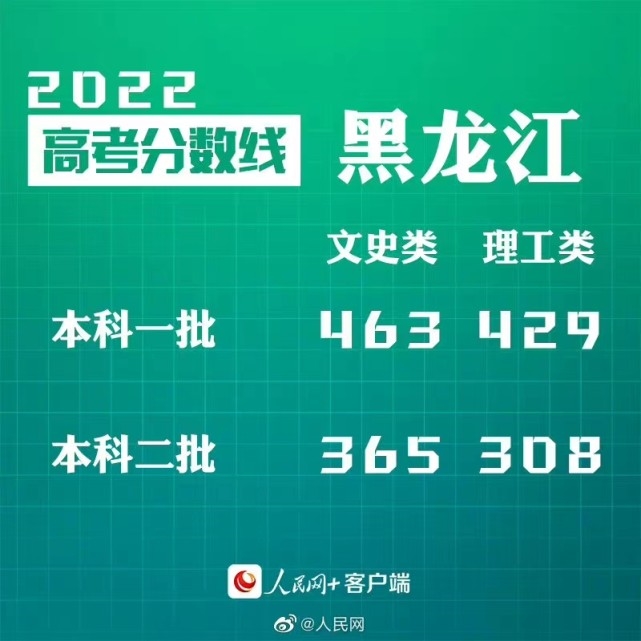 2022
高考分数线
黑龙江
文史类 理工类
本科一批 463 429
本科二批 365 308
人民网+客户端
@人民网